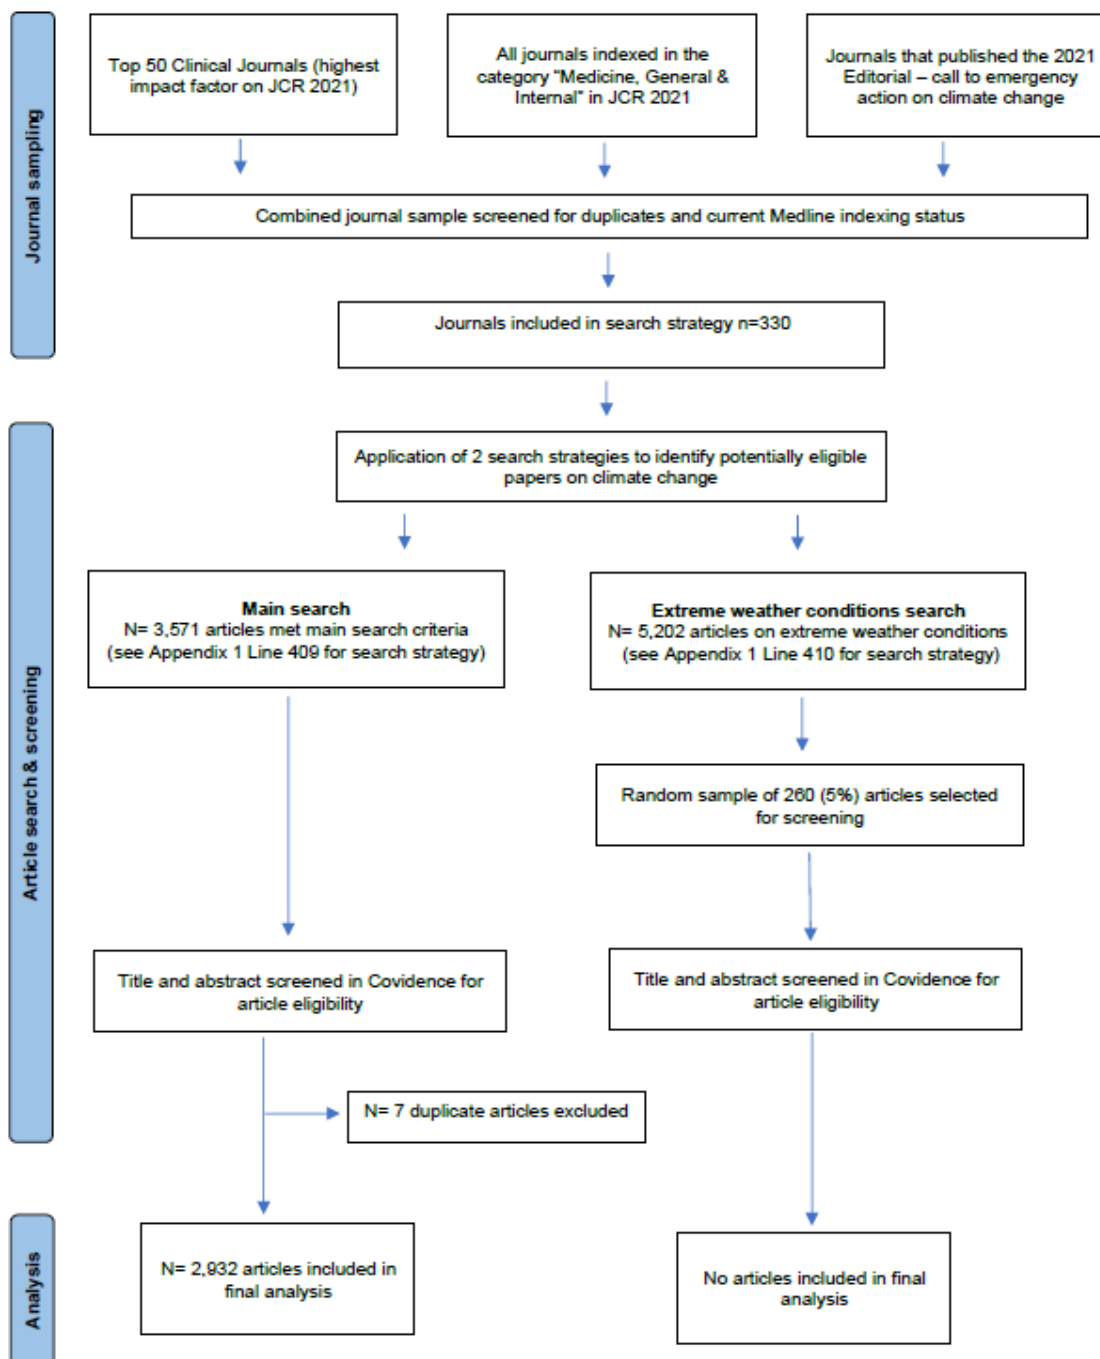 Journal sampling
Top 50 Clinical Journals (highest
impact factor on JCR 2021)
All journals indexed in the
category “Medicine, General &
Internal” in JCR 2021
Journals that published the 2021
Editorial – call to emergency
action on climate change
Combined journal sample screened for duplicates and current Medline indexing status
Journals included in search strategy n=330
Article search & screening
Application of 2 search strategies to identify potentially eligible
papers on climate change
Main search
N= 3,571 articles met main search criteria
(see Appendix 1 Line 409 for search strategy)
Extreme weather conditions search
N= 5,202 articles on extreme weather conditions
(see Appendix 1 Line 410 for search strategy)
Random sample of 260 (5%) articles selected
for screening
Title and abstract screened in Covidence for
article eligibility
Title and abstract screened in Covidence for
article eligibility
N= 7 duplicate articles excluded
Analysis
N= 2,932 articles included in
final analysis
No articles included in final
analysis